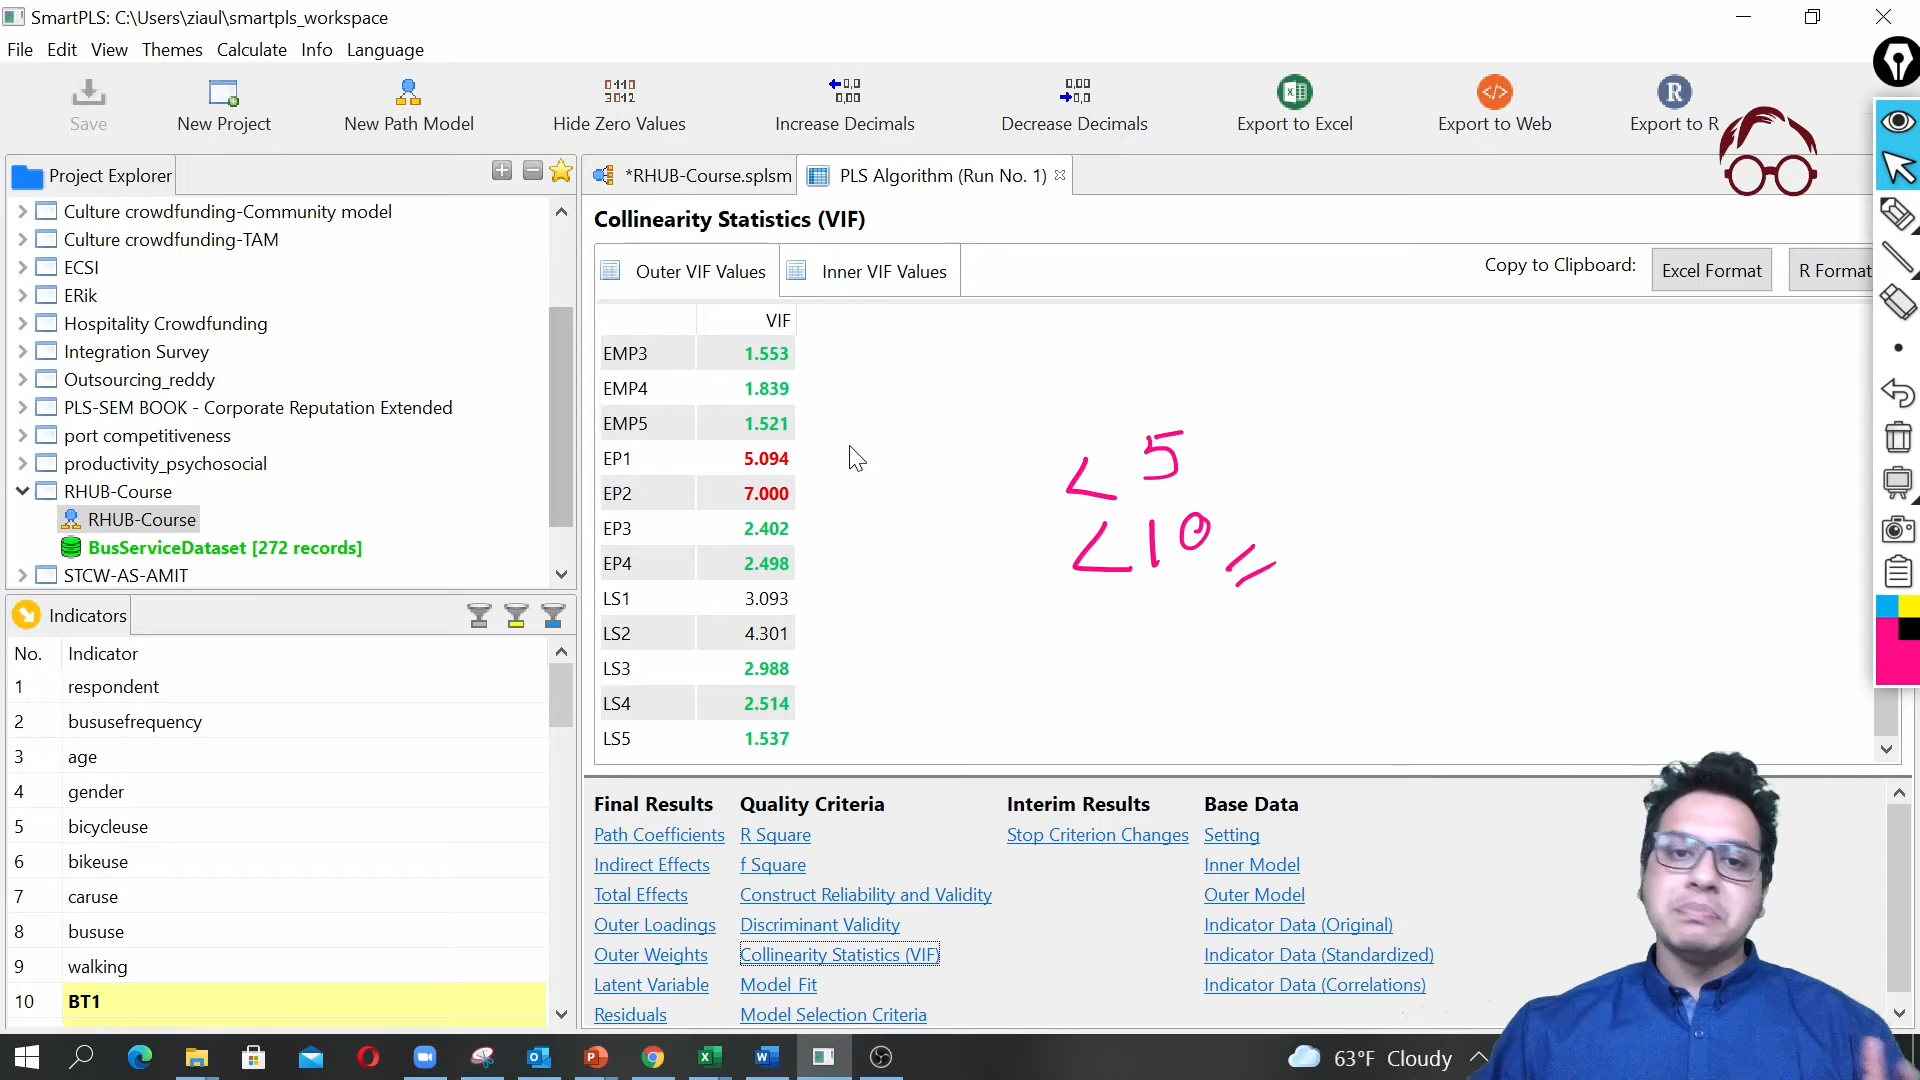 SmartPLS: C:\Users\ziaul\smartpls_workspace
File Edit View Themes Calculate Info Language
Save New Project New Path Model Hide Zero Values Increase Decimals Decrease Decimals Export to Excel Export to Web Export to R
Project Explorer
Culture crowdfunding-Community model
Culture crowdfunding-TAM
ECSI
ERik
Hospitality Crowdfunding
Integration Survey
Outsourcing_reddy
PLS-SEM BOOK - Corporate Reputation Extended
port competitiveness
productivity_psychosocial
RHUB-Course
RHUB-Course
BusServiceDataset [272 records]
STCW-AS-AMIT
Indicators
No. Indicator
1 respondent
2 bususefrequency
3 age
4 gender
5 bicycleuse
6 bikeuse
7 caruse
8 bususe
9 walking
10 BT1
*RHUB-Course.splsm PLS Algorithm (Run No. 1)
Collinearity Statistics (VIF)
Outer VIF Values Inner VIF Values Copy to Clipboard: Excel Format R Format
VIF
EMP3 1.553
EMP4 1.839
EMP5 1.521
EP1 5.094
EP2 7.000
EP3 2.402
EP4 2.498
LS1 3.093
LS2 4.301
LS3 2.988
LS4 2.514
LS5 1.537
< 5
<10
Final Results Quality Criteria Interim Results Base Data
Path Coefficients R Square Stop Criterion Changes Setting
Indirect Effects f Square Inner Model
Total Effects Construct Reliability and Validity Outer Model
Outer Loadings Discriminant Validity Indicator Data (Original)
Outer Weights Collinearity Statistics (VIF) Indicator Data (Standardized)
Latent Variable Model_Fit Indicator Data (Correlations)
Residuals Model Selection Criteria
63°F Cloudy